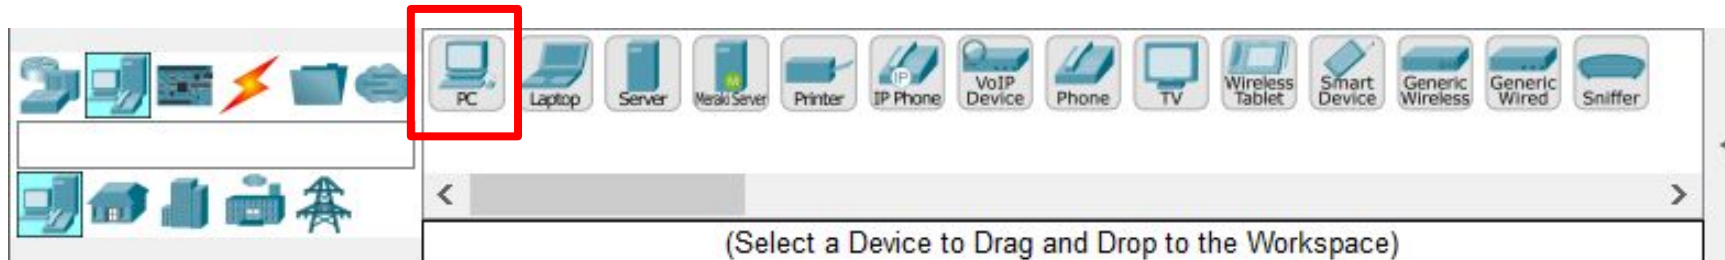 PC
Laptop
Server
Meraki Server
M
Printer
IP
IP Phone
VoIP
Device
Phone
TV
Wireless
Tablet
Smart
Device
Generic
Wireless
Generic
Wired
Sniffer
(Select a Device to Drag and Drop to the Workspace)